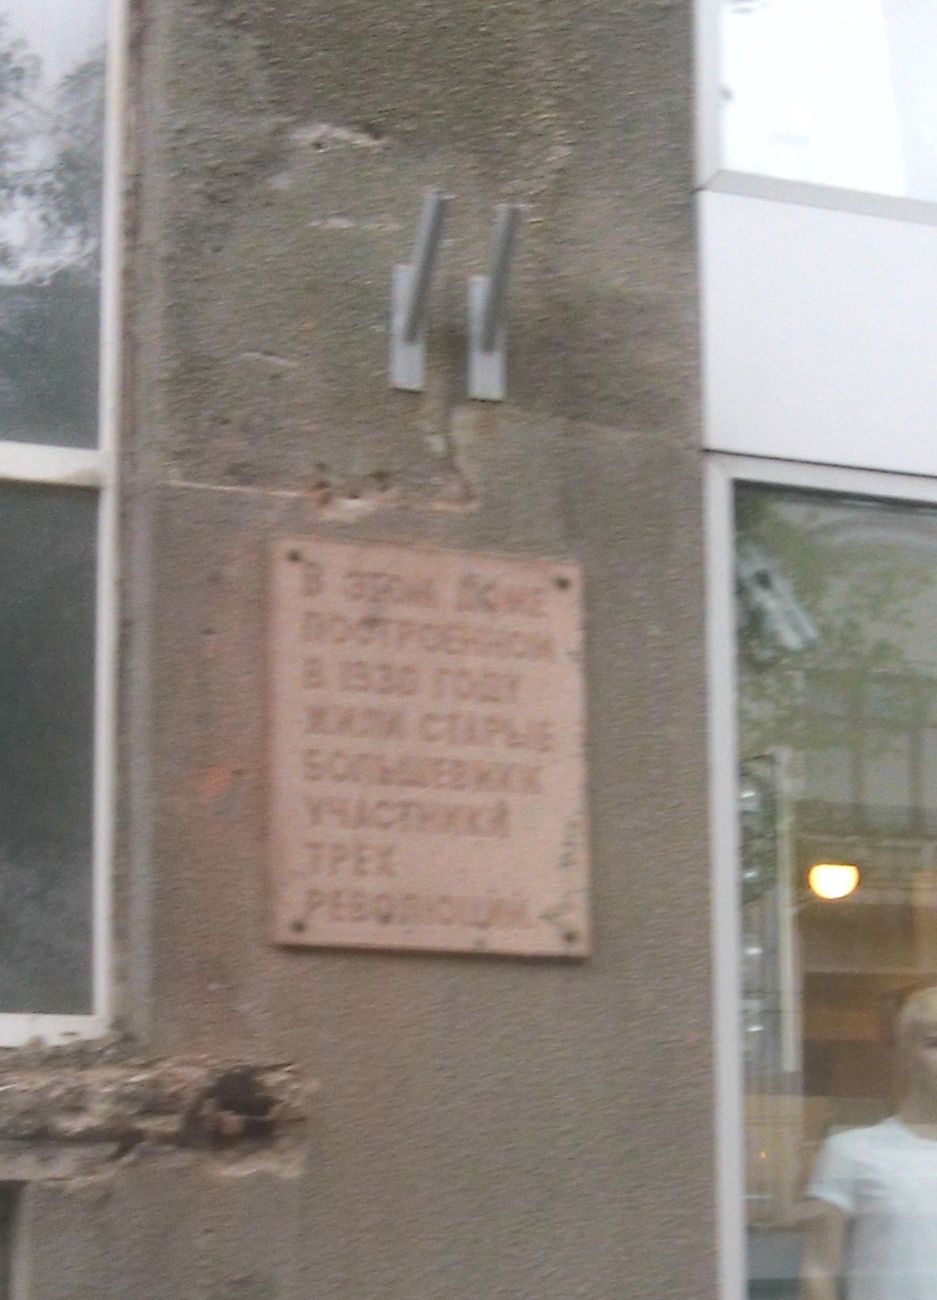 В ЭТОМ ДОМЕ
ПОСТРОЕННОМ
В 1930 ГОДУ
ЖИЛИ СТАРЫЕ
БОЛЬШЕВИКИ
УЧАСТНИКИ
ТРЕХ
РЕВОЛЮЦИЙ.